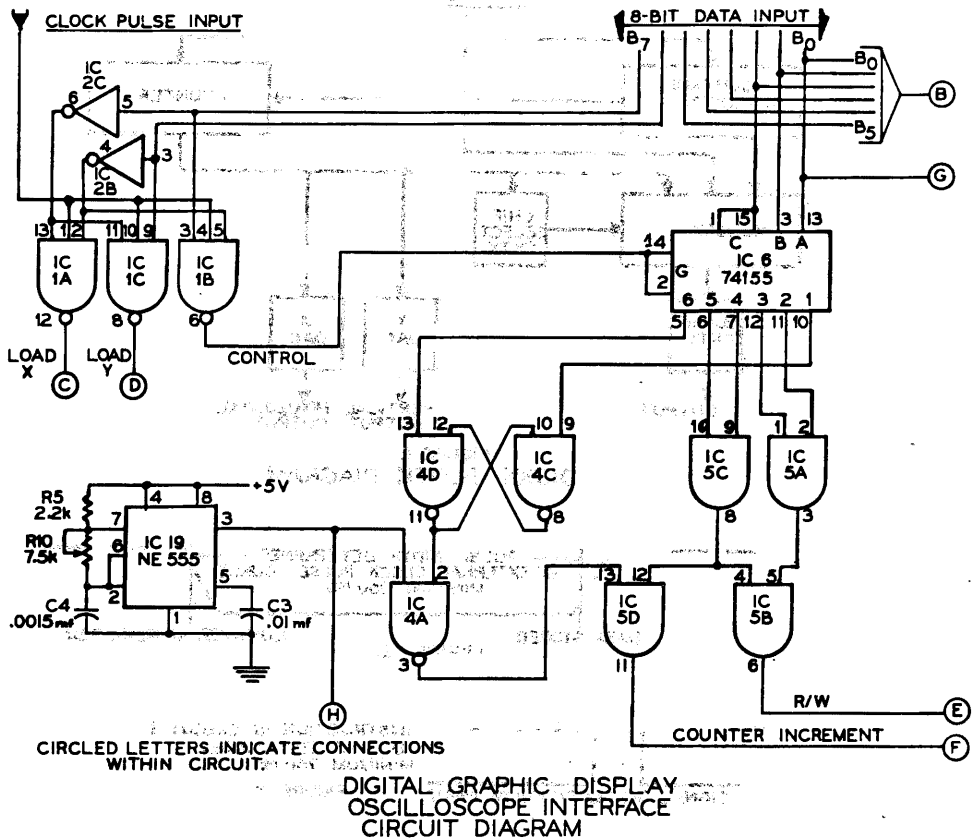 CLOCK PULSE INPUT
8-BIT DATA INPUT
B7
B0
B0
B5
B
G
IC
2C
6
5
4
3
IC
2B
13 1 2
11 10 9
3 4 5
IC
1A
IC
1C
IC
1B
12
8
6
LOAD
X
LOAD
Y
C
D
CONTROL
1 15 3 13
C B A
14
G
2
IC 6
74155
6 5 4 3 2 1
5 6 7 12 11 10
13 12
10 9
IC
4D
IC
4C
11
8
10 9
1 2
IC
5C
IC
5A
8
3
+5V
R5
2.2k
R10
7.5k
4
8
7
6
2
3
5
1
IC 19
NE 555
C4
.0015mf
C3
.01mf
1 2
IC
4A
3
13 12
4 5
IC
5D
IC
5B
11
6
H
R/W
E
COUNTER INCREMENT
F
CIRCLED LETTERS INDICATE CONNECTIONS
WITHIN CIRCUIT.
DIGITAL GRAPHIC DISPLAY
OSCILLOSCOPE INTERFACE
CIRCUIT DIAGRAM